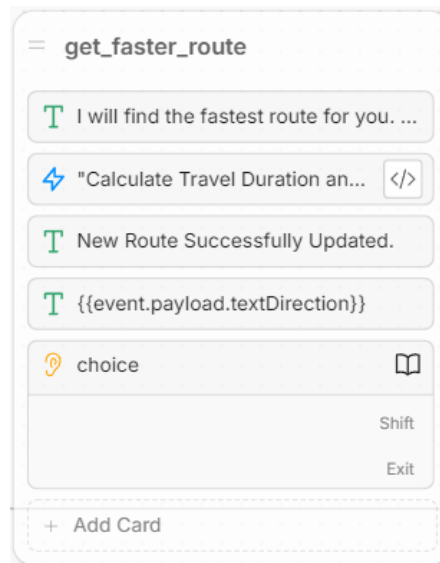 get_faster_route
I will find the fastest route for you. ...
"Calculate Travel Duration an... </>
New Route Successfully Updated.
{{event.payload.textDirection}}
choice
Shift
Exit
+ Add Card